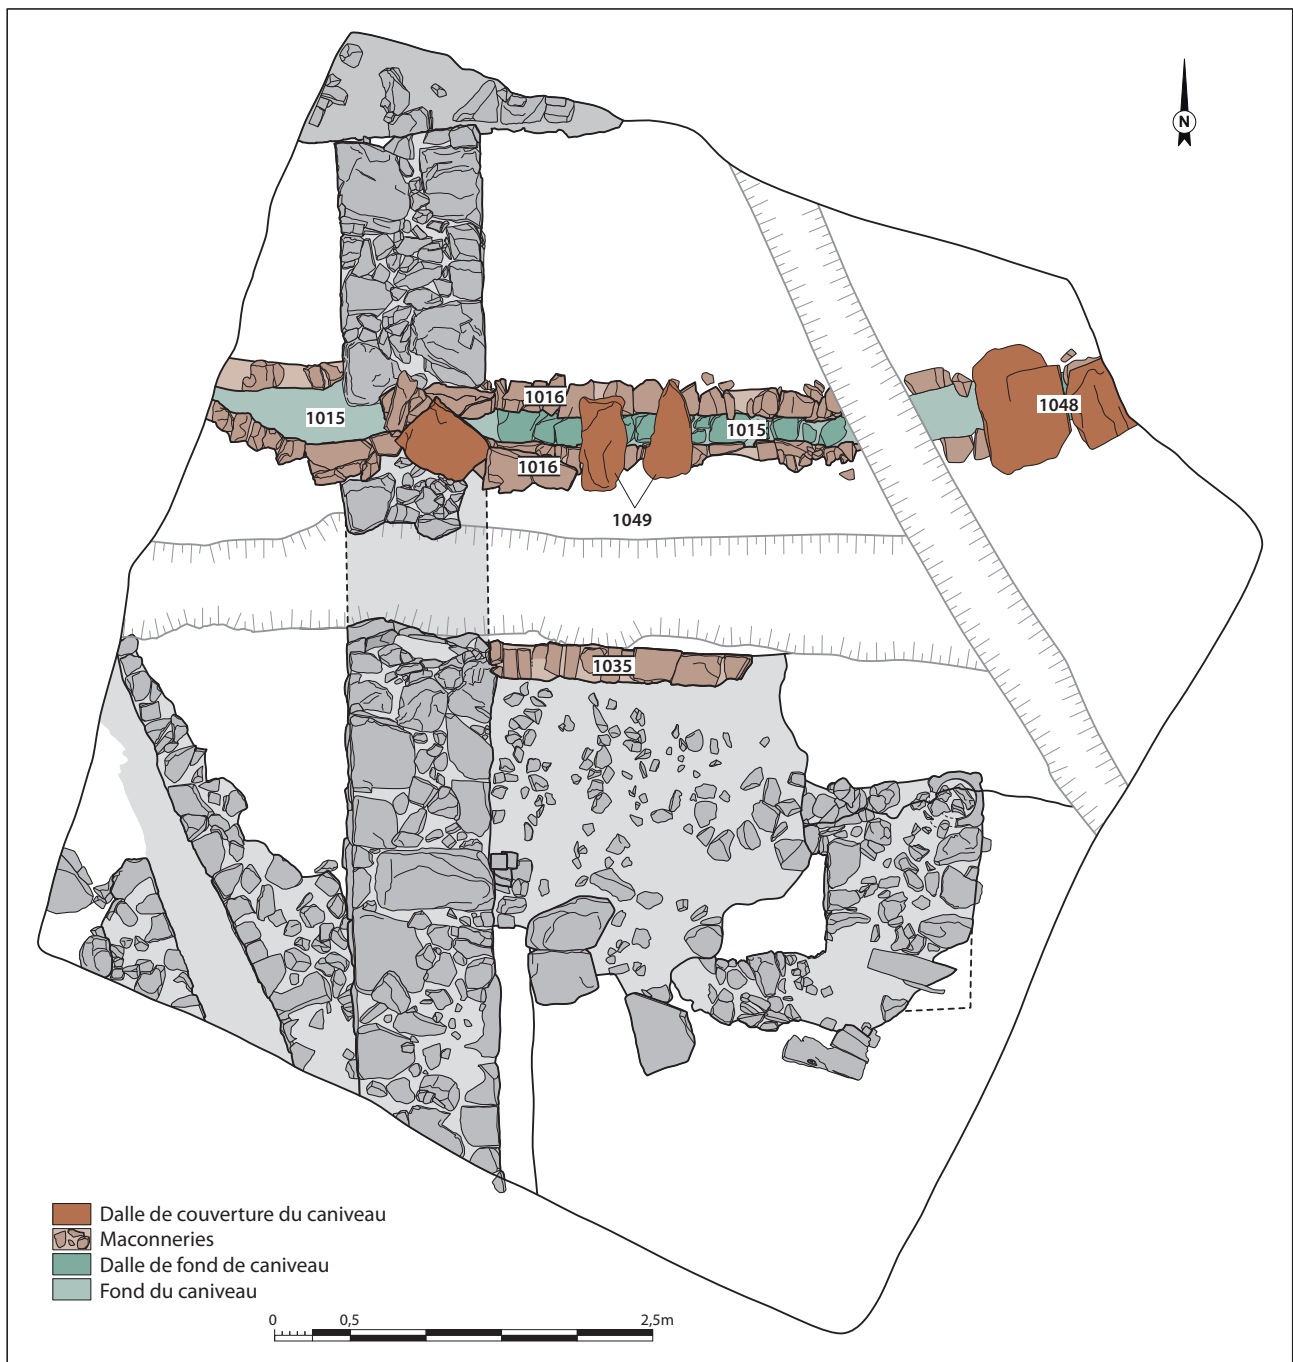 N
1016
1015
1048
1015
1016
1049
1035
Dalle de couverture du caniveau
Maconneries
Dalle de fond de caniveau
Fond du caniveau
0 0,5 2,5m